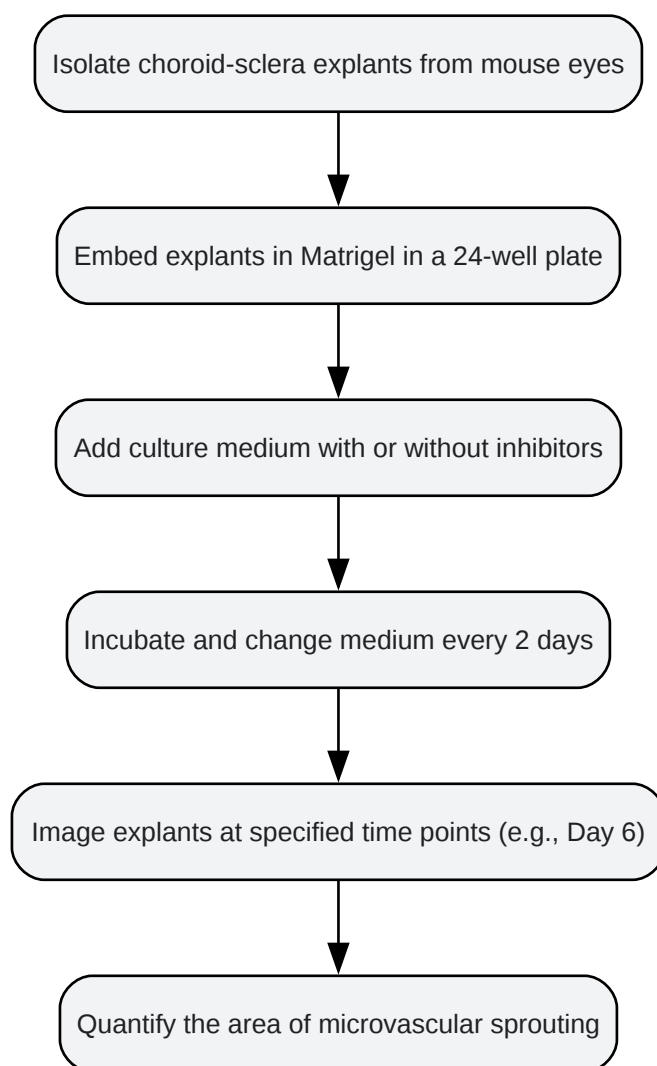 Isolate choroid-sclera explants from mouse eyes
Embed explants in Matrigel in a 24-well plate
Add culture medium with or without inhibitors
Incubate and change medium every 2 days
Image explants at specified time points (e.g., Day 6)
Quantify the area of microvascular sprouting